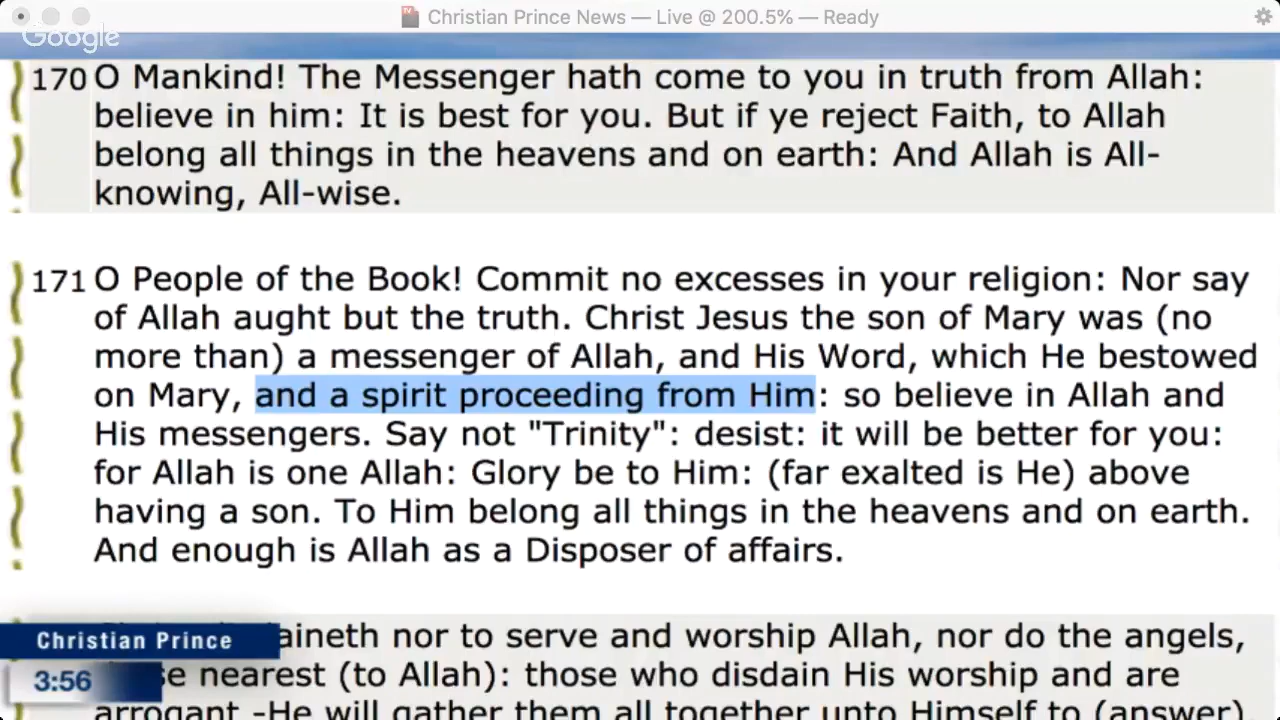 Christian Prince News — Live @ 200.5% — Ready
Google
170 O Mankind! The Messenger hath come to you in truth from Allah:
believe in him: It is best for you. But if ye reject Faith, to Allah
belong all things in the heavens and on earth: And Allah is All-
knowing, All-wise.
171 O People of the Book! Commit no excesses in your religion: Nor say
of Allah aught but the truth. Christ Jesus the son of Mary was (no
more than) a messenger of Allah, and His Word, which He bestowed
on Mary, and a spirit proceeding from Him: so believe in Allah and
His messengers. Say not "Trinity": desist: it will be better for you:
for Allah is one Allah: Glory be to Him: (far exalted is He) above
having a son. To Him belong all things in the heavens and on earth.
And enough is Allah as a Disposer of affairs.
nor to serve and worship Allah, nor do the angels,
nearest (to Allah): those who disdain His worship and are
arrogant -He will gather them all together unto Himself to (answer).
Christian Prince
3:56